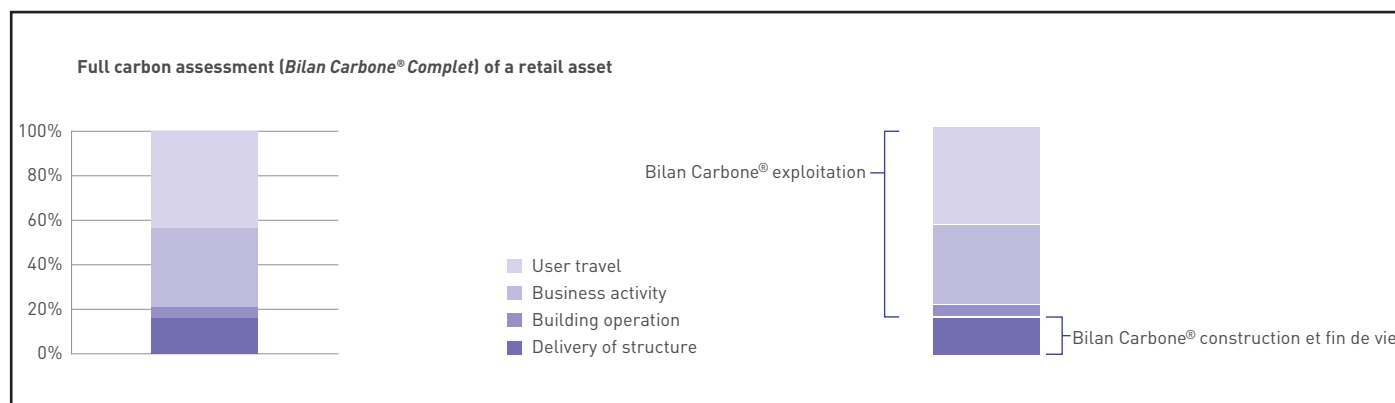 Full carbon assessment (Bilan Carbone® Complet) of a retail asset
100%
80%
60%
40%
20%
0%
User travel
Business activity
Building operation
Delivery of structure
Bilan Carbone® exploitation
Bilan Carbone® construction et fin de vie